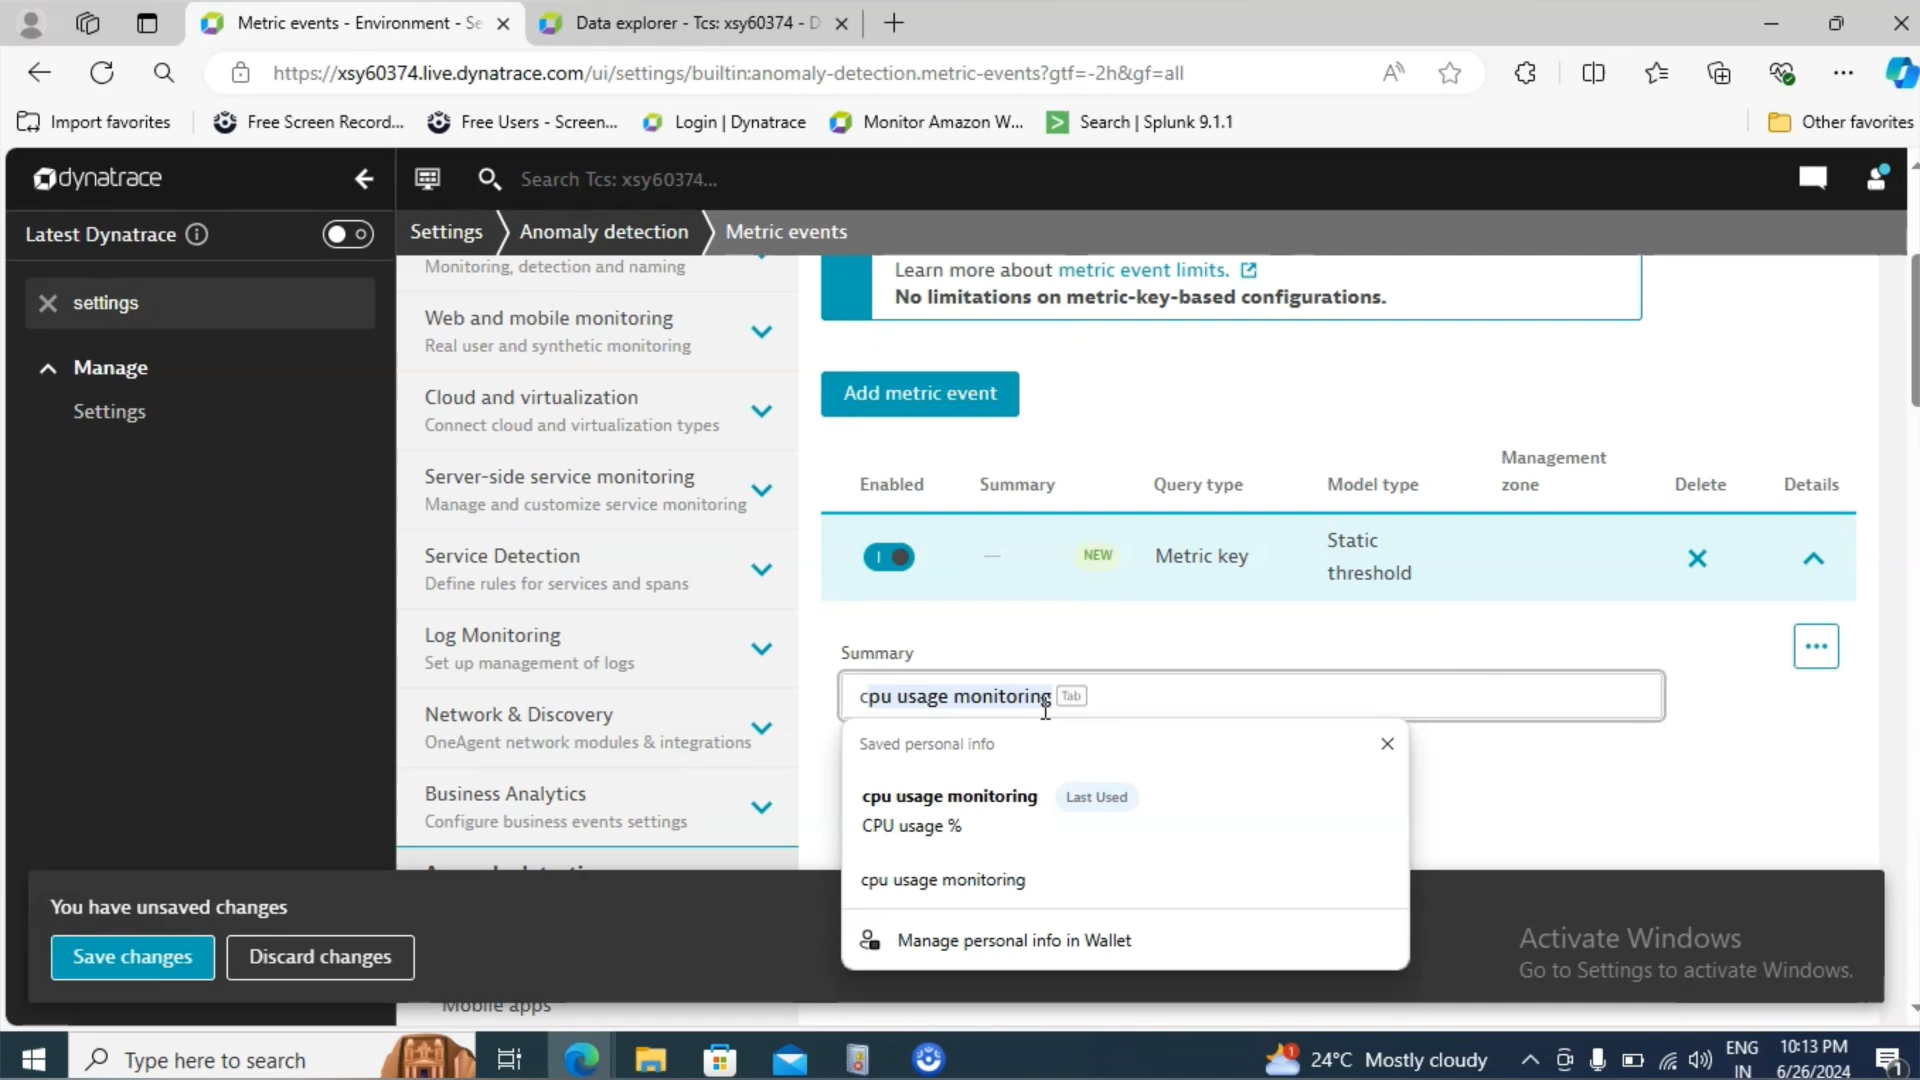 Metric events - Environment - Se
Data explorer - Tcs: xsy60374 - D
https://xsy60374.live.dynatrace.com/ui/settings/builtin:anomaly-detection.metric-events?gtf=-2h&gf=all
Import favorites
Free Screen Record...
Free Users - Screen...
Login | Dynatrace
Monitor Amazon W...
Search | Splunk 9.1.1
Other favorites
dynatrace
Search Tcs: xsy60374...
Latest Dynatrace
settings
Manage
Settings
Settings
Anomaly detection
Metric events
Monitoring, detection and naming
Web and mobile monitoring
Real user and synthetic monitoring
Cloud and virtualization
Connect cloud and virtualization types
Server-side service monitoring
Manage and customize service monitoring
Service Detection
Define rules for services and spans
Log Monitoring
Set up management of logs
Network & Discovery
OneAgent network modules & integrations
Business Analytics
Configure business events settings
Mobile apps
Learn more about metric event limits.
No limitations on metric-key-based configurations.
Add metric event
Enabled
Summary
Query type
Model type
Management
zone
Delete
Details
NEW
Metric key
Static
threshold
Summary
cpu usage monitoring
Tab
Saved personal info
cpu usage monitoring
Last Used
CPU usage %
cpu usage monitoring
Manage personal info in Wallet
You have unsaved changes
Save changes
Discard changes
Activate Windows
Go to Settings to activate Windows.
Type here to search
1
24°C Mostly cloudy
ENG
IN
10:13 PM
6/26/2024
1